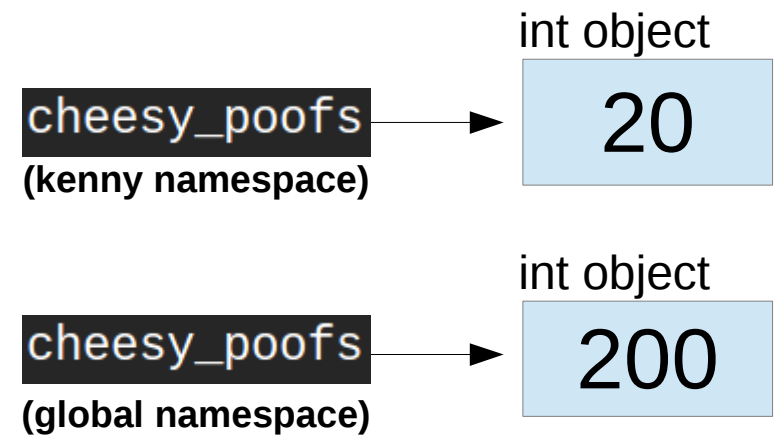 int object
cheesy_poofs
20
(kenny namespace)
int object
cheesy_poofs
200
(global namespace)